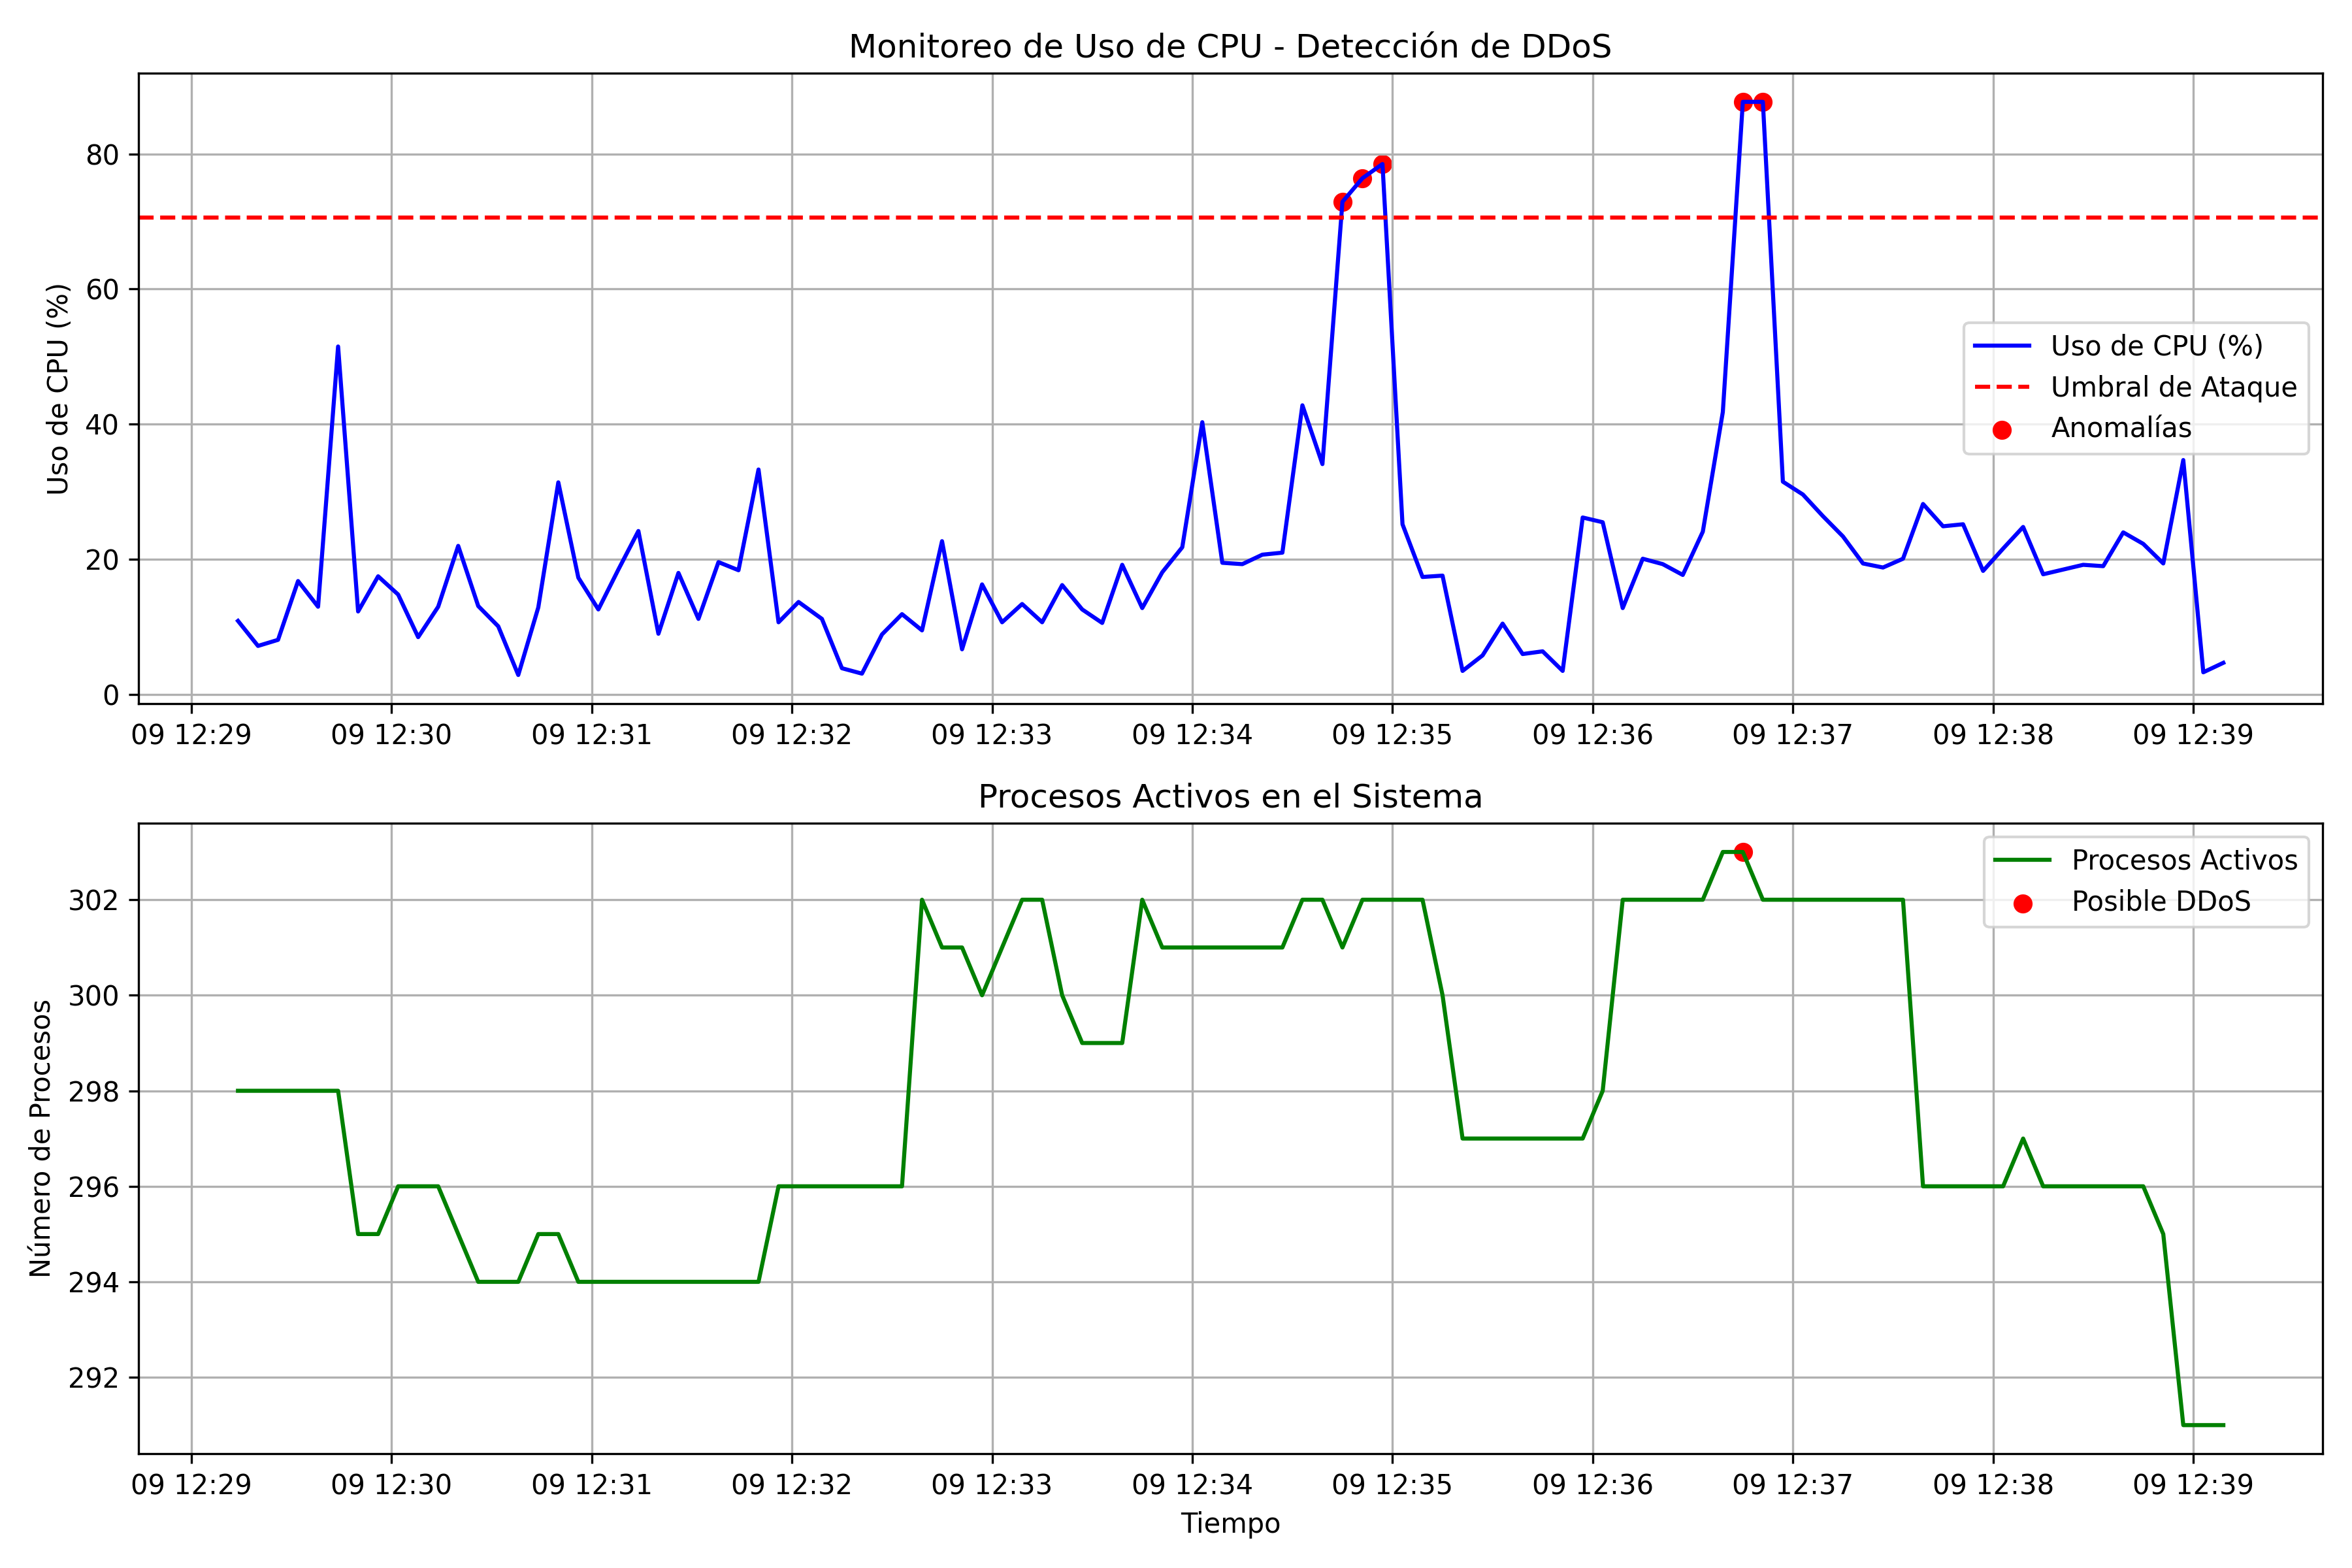 Monitoreo de Uso de CPU - Detección de DDoS
Uso de CPU (%)
80
60
40
20
0
Uso de CPU (%)
Umbral de Ataque
Anomalías
09 12:29 09 12:30 09 12:31 09 12:32 09 12:33 09 12:34 09 12:35 09 12:36 09 12:37 09 12:38 09 12:39
Procesos Activos en el Sistema
Número de Procesos
302
300
298
296
294
292
Procesos Activos
Posible DDoS
09 12:29 09 12:30 09 12:31 09 12:32 09 12:33 09 12:34 09 12:35 09 12:36 09 12:37 09 12:38 09 12:39
Tiempo